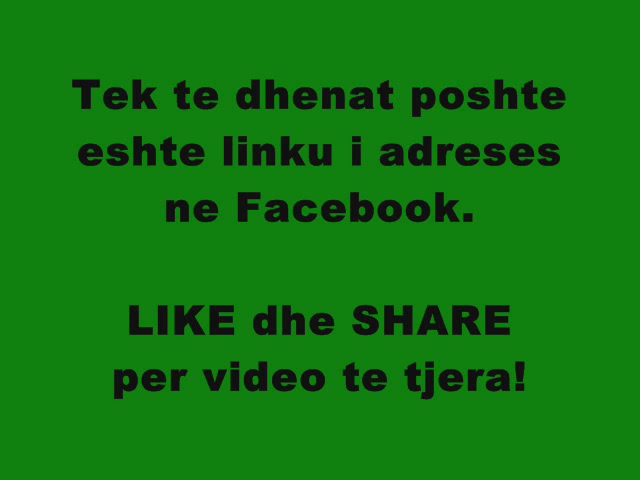 Tek te dhenat poshte
eshte linku i adreses
ne Facebook.
LIKE dhe SHARE
per video te tjera!